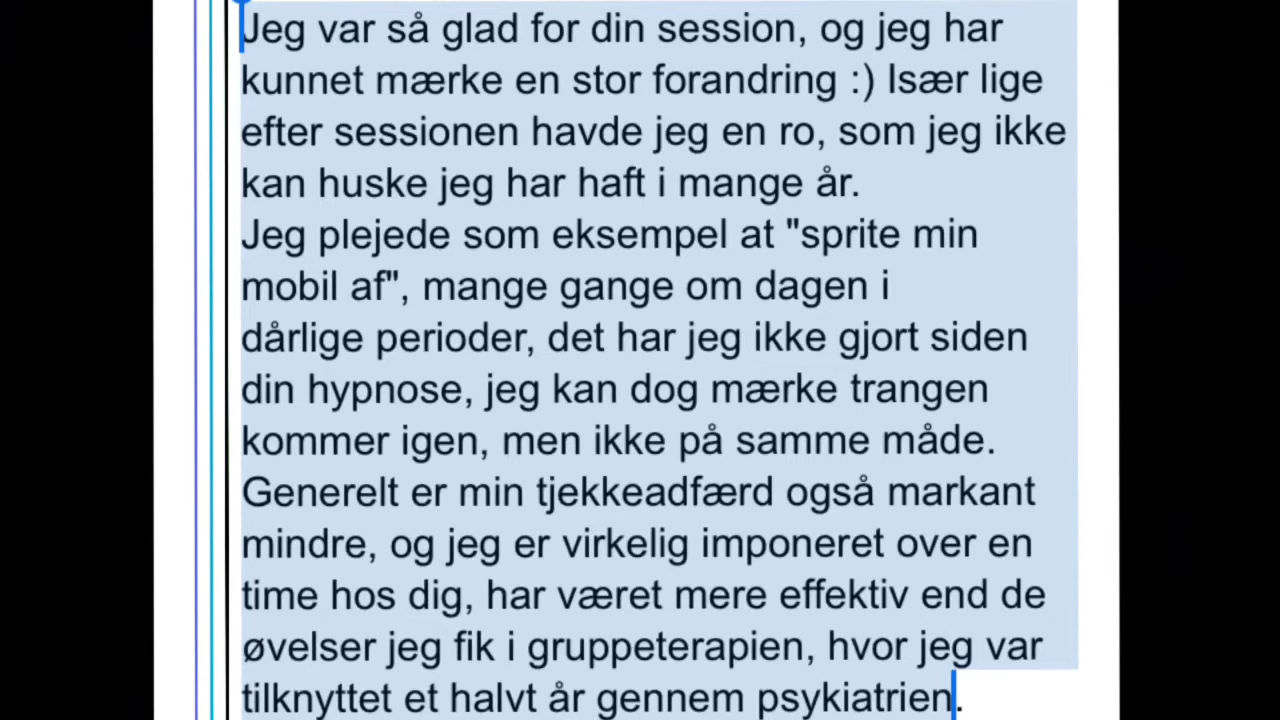 Jeg var så glad for din session, og jeg har
kunnet mærke en stor forandring :) Især lige
efter sessionen havde jeg en ro, som jeg ikke
kan huske jeg har haft i mange år.
Jeg plejede som eksempel at "sprite min
mobil af", mange gange om dagen i
dårlige perioder, det har jeg ikke gjort siden
din hypnose, jeg kan dog mærke trangen
kommer igen, men ikke på samme måde.
Generelt er min tjekkeadfærd også markant
mindre, og jeg er virkelig imponeret over en
time hos dig, har været mere effektiv end de
øvelser jeg fik i gruppeterapien, hvor jeg var
tilknyttet et halvt år gennem psykiatrien.